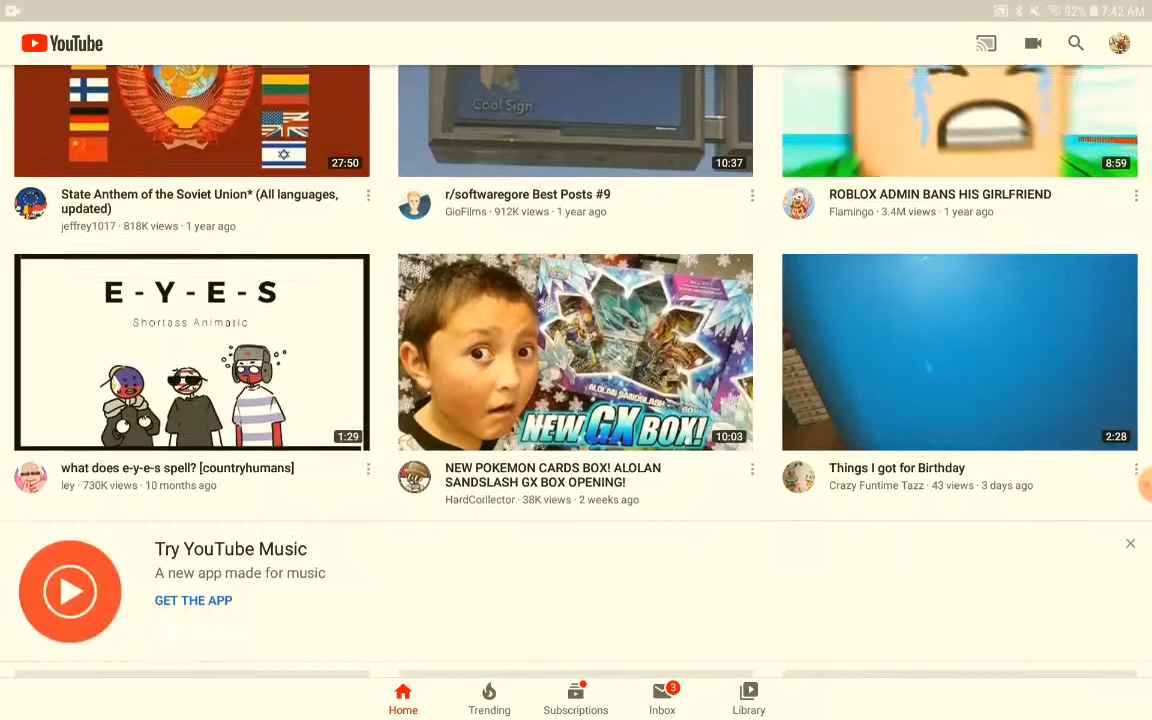 92% 7:42 AM
YouTube
Cool Sign
27:50
10:37
8:59
State Anthem of the Soviet Union* (All languages,
updated)
jeffrey1017 · 818K views · 1 year ago
r/softwaregore Best Posts #9
GioFilms · 912K views · 1 year ago
ROBLOX ADMIN BANS HIS GIRLFRIEND
Flamingo · 3.4M views · 1 year ago
E - Y - E - S
Shortass Animatic
1:29
ALOLAN SANDSLASH
BOX
NEW GX BOX!
10:03
2:28
what does e-y-e-s spell? [countryhumans]
ley · 730K views · 10 months ago
NEW POKEMON CARDS BOX! ALOLAN
SANDSLASH GX BOX OPENING!
HardCorllector · 38K views · 2 weeks ago
Things I got for Birthday
Crazy Funtime Tazz · 43 views · 3 days ago
Try YouTube Music
A new app made for music
GET THE APP
3
Home
Trending
Subscriptions
Inbox
Library